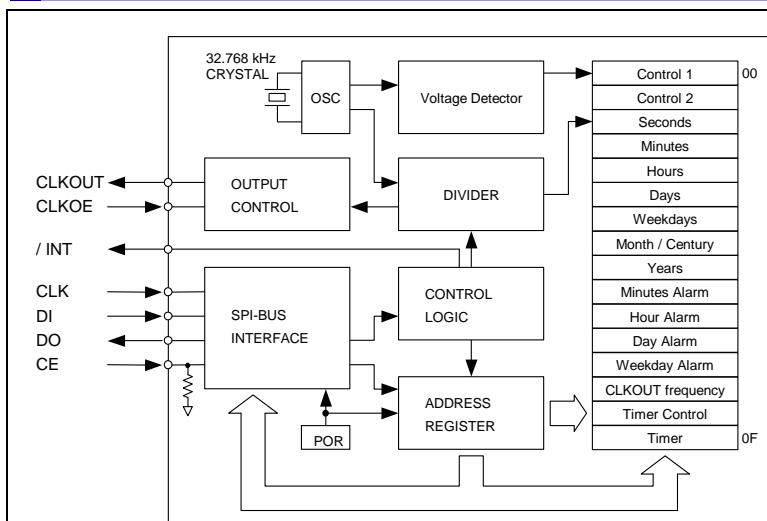 32.768 kHz
CRYSTAL
OSC
Voltage Detector
CLKOUT
CLKOE
OUTPUT
CONTROL
DIVIDER
/ INT
CLK
DI
DO
CE
SPI-BUS
INTERFACE
CONTROL
LOGIC
ADDRESS
REGISTER
POR
Control 1
00
Control 2
Seconds
Minutes
Hours
Days
Weekdays
Month / Century
Years
Minutes Alarm
Hour Alarm
Day Alarm
Weekday Alarm
CLKOUT frequency
Timer Control
Timer
0F